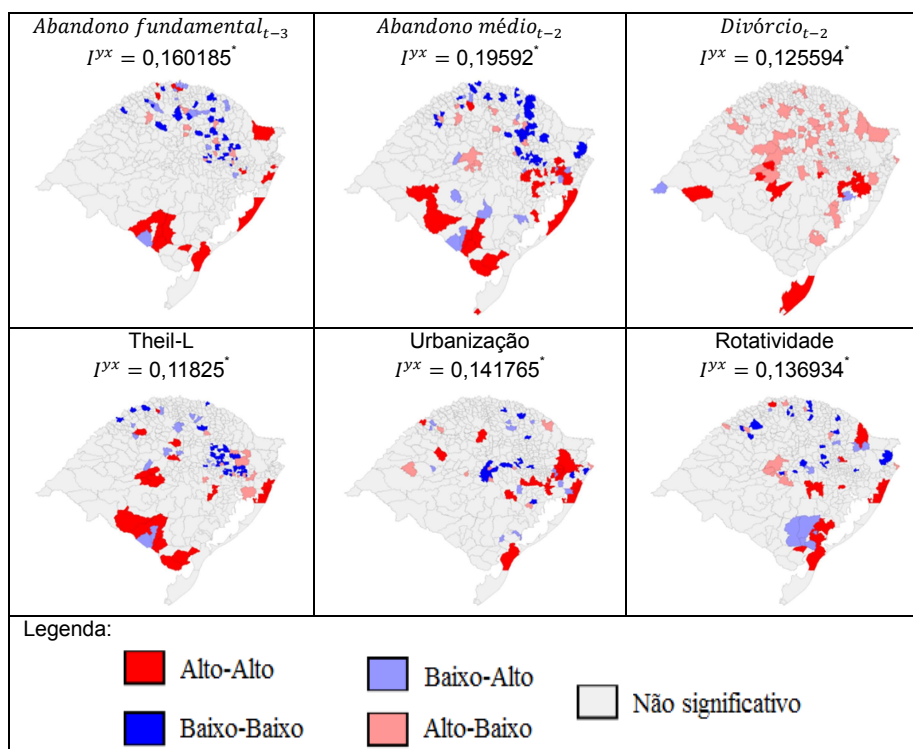 Abandono fundamental_{t−3}
I^{yx} = 0,160185*
Abandono médio_{t−2}
I^{yx} = 0,19592*
Divórcio_{t−2}
I^{yx} = 0,125594*
Theil-L
I^{yx} = 0,11825*
Urbanização
I^{yx} = 0,141765*
Rotatividade
I^{yx} = 0,136934*
Legenda:
Alto-Alto
Baixo-Alto
Não significativo
Baixo-Baixo
Alto-Baixo